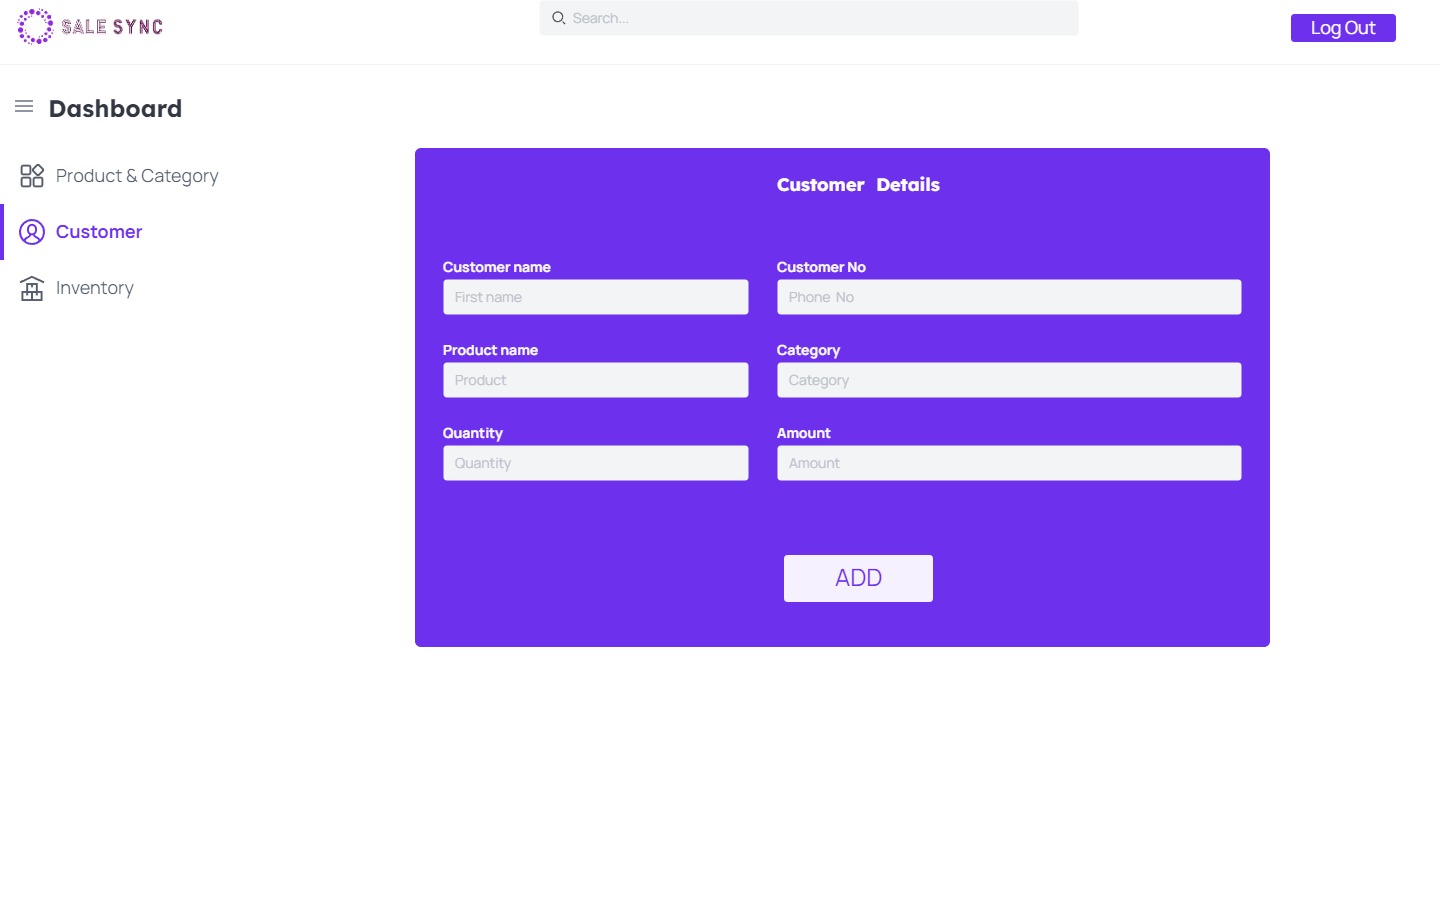 SALE SYNC
Search...
Log Out
Dashboard
Product & Category
Customer
Inventory
Customer Details
Customer name
Customer No
First name
Phone No
Product name
Category
Product
Category
Quantity
Amount
Quantity
Amount
ADD